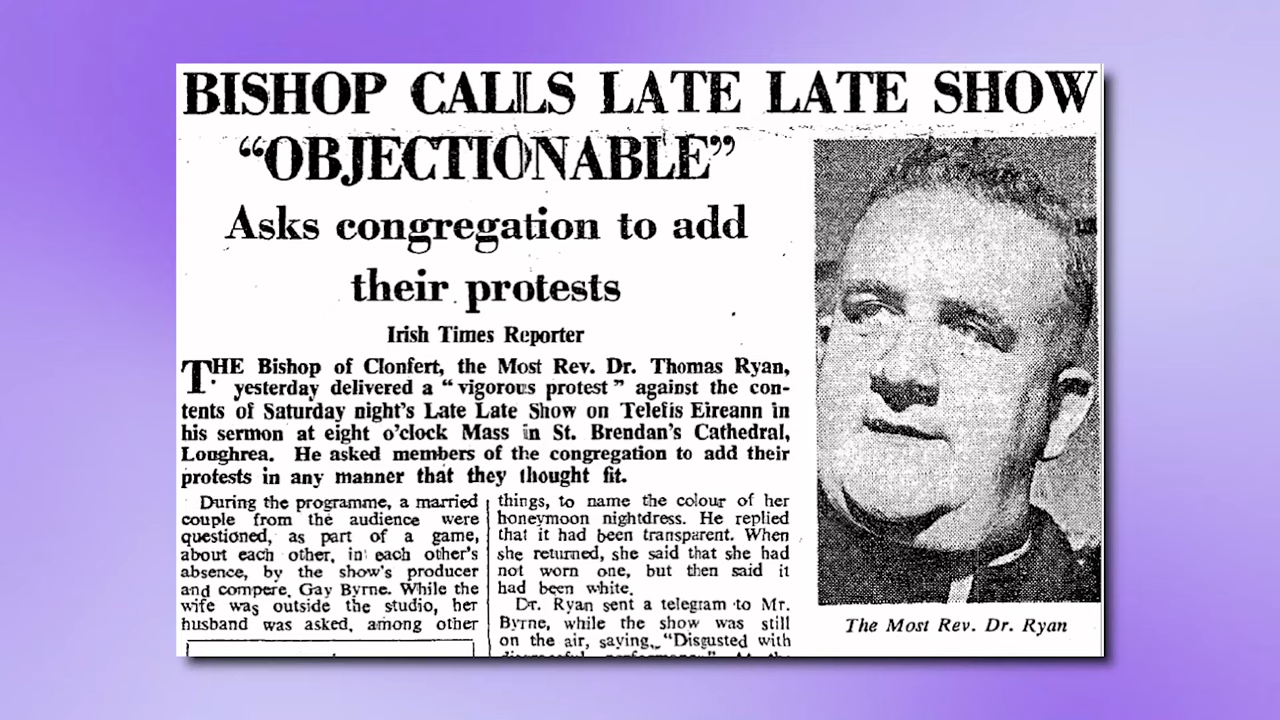 BISHOP CALLS LATE LATE SHOW
“OBJECTIONABLE”
Asks congregation to add
their protests
Irish Times Reporter
THE Bishop of Clonfert, the Most Rev. Dr. Thomas Ryan,
yesterday delivered a “vigorous protest” against the con-
tents of Saturday night's Late Late Show on Telefis Eireann in
his sermon at eight o'clock Mass in St. Brendan's Cathedral,
Loughrea. He asked members of the congregation to add their
protests in any manner that they thought fit.
During the programme, a married
couple from the audience were
questioned, as part of a game,
about each other, in each other's
absence, by the show's producer
and compere, Gay Byrne. While the
wife was outside the studio, her
husband was asked, among other
things, to name the colour of her
honeymoon nightdress. He replied
that it had been transparent. When
she returned, she said that she had
not worn one, but then said it
had been white.
Dr. Ryan sent a telegram to Mr.
Byrne, while the show was still
on the air, saying, “Disgusted with
The Most Rev. Dr. Ryan